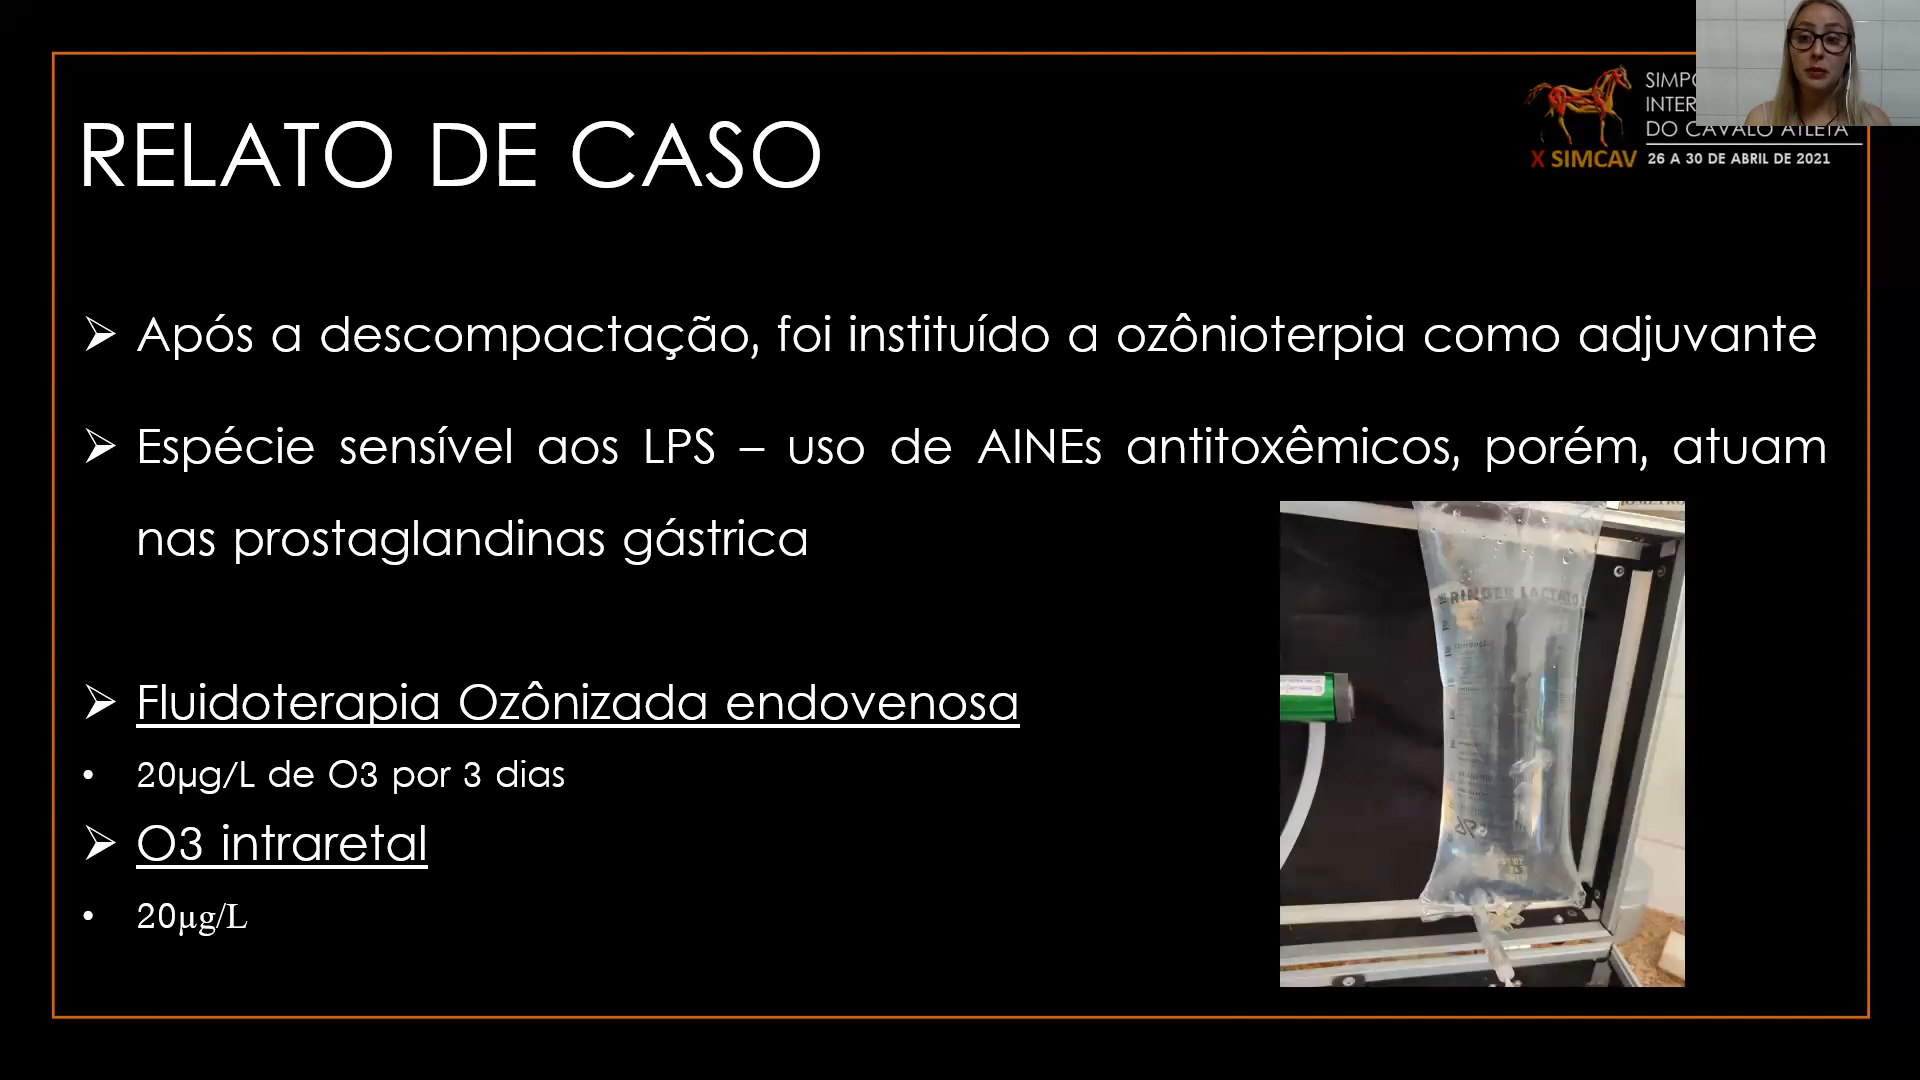 RELATO DE CASO
SIMPO
INTER
DO CAVALO ATLETA
X SIMCAV
26 A 30 DE ABRIL DE 2021
➢ Após a descompactação, foi instituído a ozônioterpia como adjuvante
➢ Espécie sensível aos LPS – uso de AINEs antitoxêmicos, porém, atuam
nas prostaglandinas gástrica
➢ Fluidoterapia Ozônizada endovenosa
• 20µg/L de O3 por 3 dias
➢ O3 intraretal
• 20µg/L
RINGER LACTATO